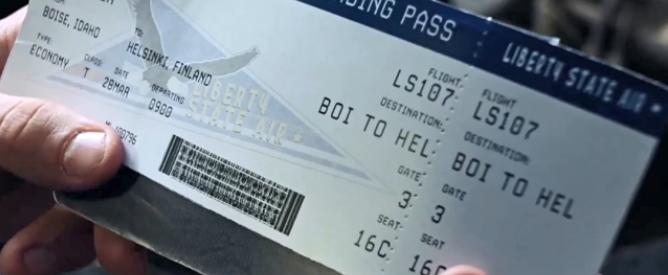 BOARDING PASS
LIBERTY STATE AIR
FROM:
BOISE, IDAHO
TO:
HELSINKI, FINLAND
TYPE:
ECONOMY
CLASS:
T
DATE
28MAR
DEPARTING
0900
LIBERTY
STATE AIR
FLIGHT:
LS107
DESTINATION:
BOI TO HEL
GATE
3
SEAT
16C
FLIGHT
LS107
DESTINATION:
BOI TO HEL
GATE
3
SEAT
16C